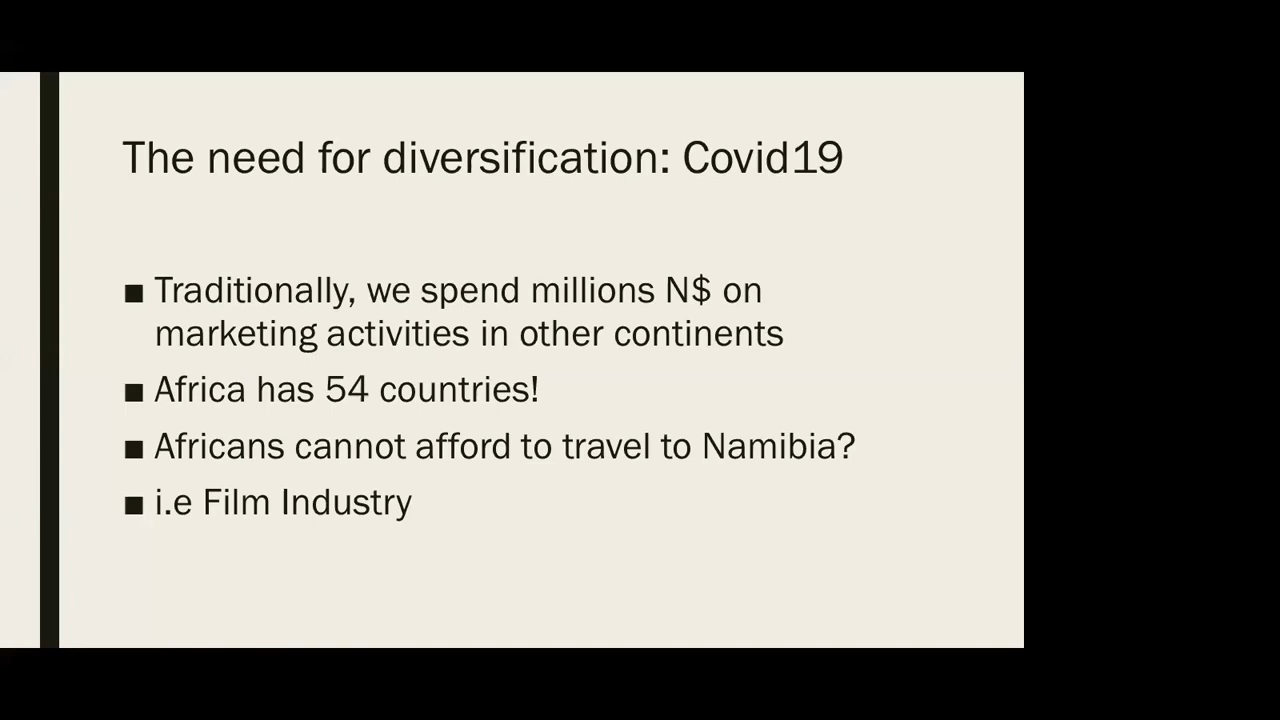 The need for diversification: Covid19
■ Traditionally, we spend millions N$ on
marketing activities in other continents
■ Africa has 54 countries!
■ Africans cannot afford to travel to Namibia?
■ i.e Film Industry